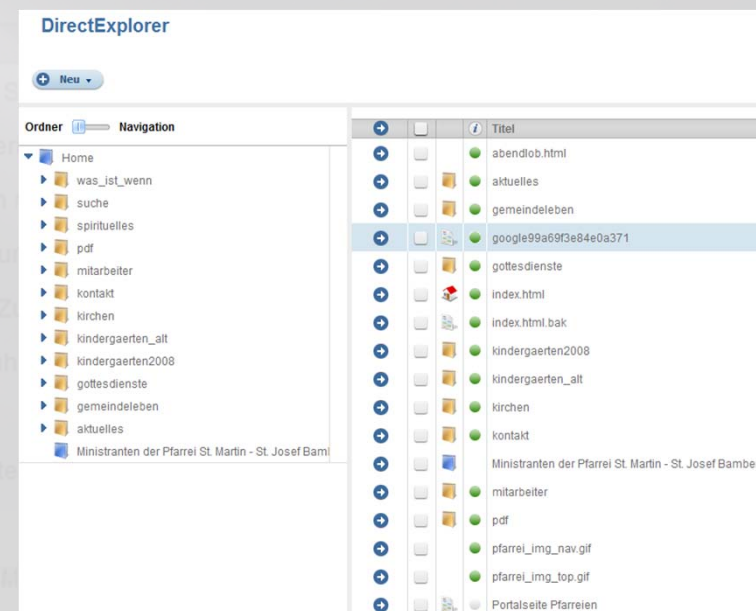 DirectExplorer
Neu
Ordner Navigation
Home
was_ist_wenn
suche
spirituelles
pdf
mitarbeiter
kontakt
kirchen
kindergaerten_alt
kindergaerten2008
gottesdienste
gemeindeleben
aktuelles
Ministranten der Pfarrei St. Martin - St. Josef Bam
i Titel
abendlob.html
aktuelles
gemeindeleben
google99a69f3e84e0a371
gottesdienste
index.html
index.html.bak
kindergaerten2008
kindergaerten_alt
kirchen
kontakt
Ministranten der Pfarrei St. Martin - St. Josef Bambe
mitarbeiter
pdf
pfarrei_img_nav.gif
pfarrei_img_top.gif
Portalseite Pfarreien